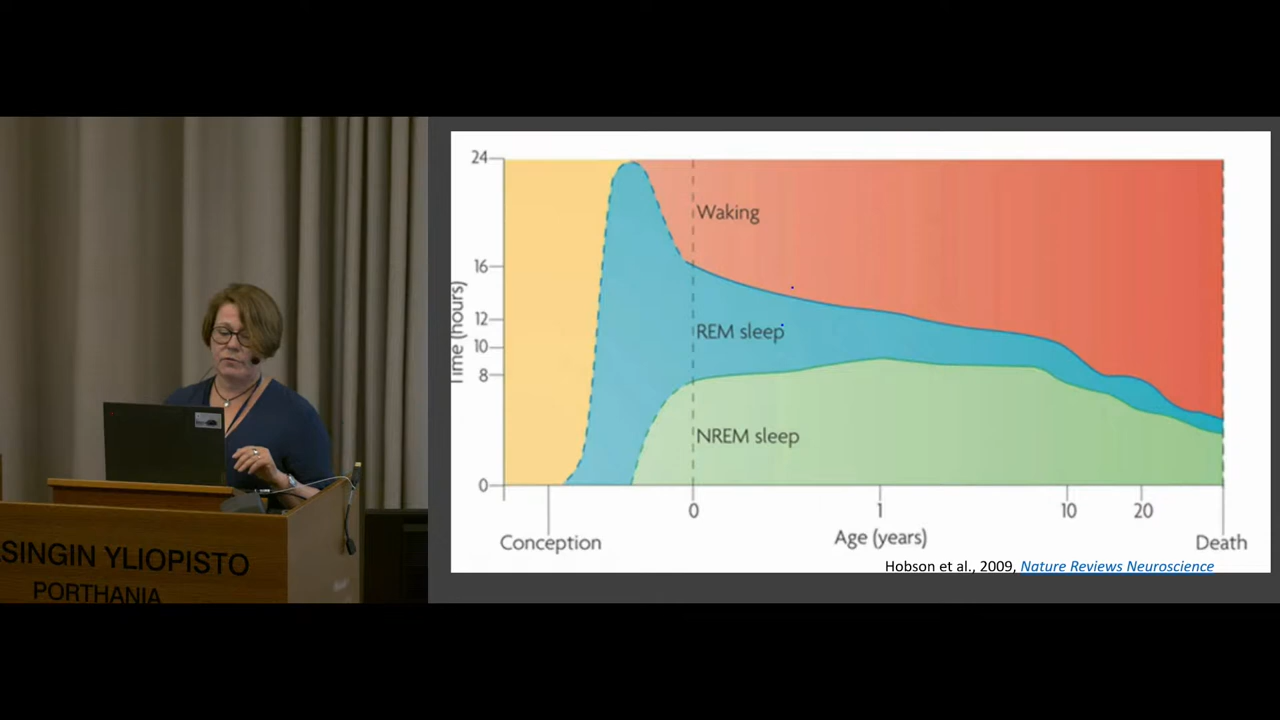 24
Waking
16
12
REM sleep
10
8
NREM sleep
0
Time (hours)
0
1
10
20
Conception
Age (years)
Death
Hobson et al., 2009, Nature Reviews Neuroscience
SINGIN YLIOPISTO
PORTHANIA